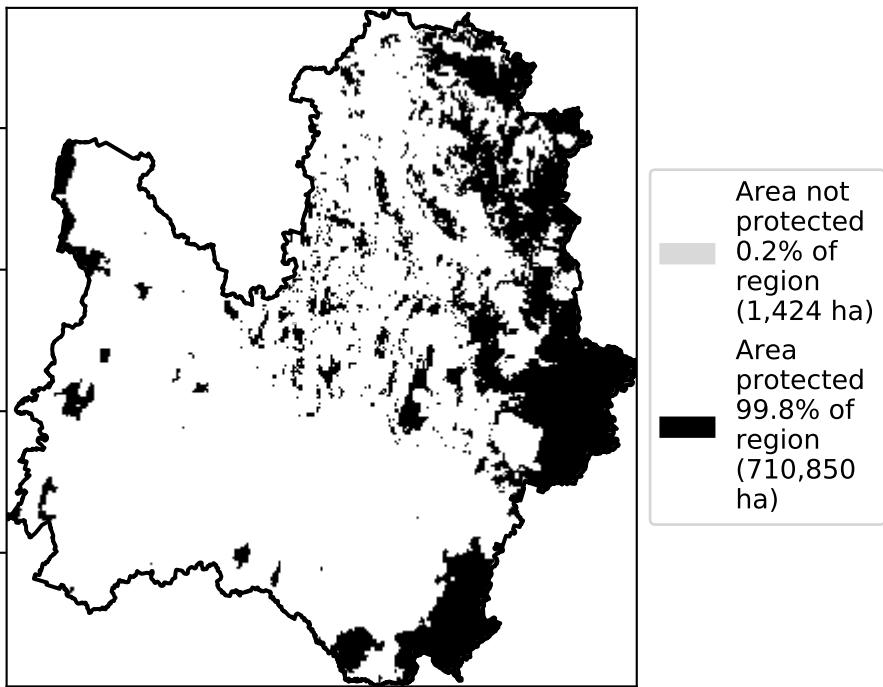 Area not
protected
0.2% of
region
(1,424 ha)
Area
protected
99.8% of
region
(710,850
ha)